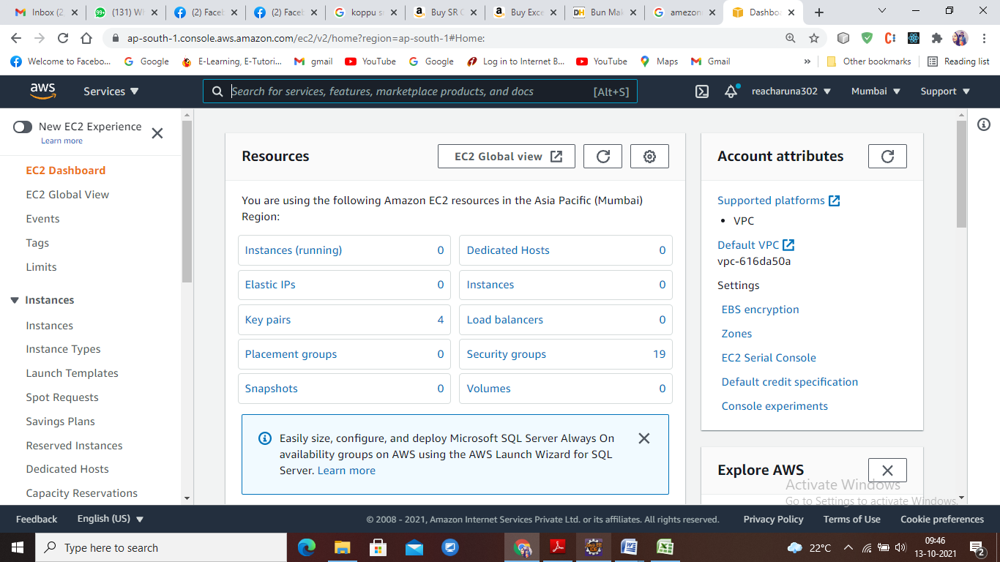 Inbox (2
99+
(131) W
(2) Faceb
(2) Faceb
koppu s
Buy SR C
Buy Exce
DH
Bun Mak
amezon
Dashbo
ap-south-1.console.aws.amazon.com/ec2/v2/home?region=ap-south-1#Home:
Welcome to Facebo...
Google
E-Learning, E-Tutori...
gmail
YouTube
Google
Log in to Internet B...
YouTube
Maps
Gmail
»
Other bookmarks
Reading list
aws
Services
Search for services, features, marketplace products, and docs
[Alt+S]
reacharuna302
Mumbai
Support
New EC2 Experience
Learn more
EC2 Dashboard
EC2 Global View
Events
Tags
Limits
Instances
Instances
Instance Types
Launch Templates
Spot Requests
Savings Plans
Reserved Instances
Dedicated Hosts
Capacity Reservations
Resources
EC2 Global view
You are using the following Amazon EC2 resources in the Asia Pacific (Mumbai)
Region:
Instances (running) 0
Dedicated Hosts 0
Elastic IPs 0
Instances 0
Key pairs 4
Load balancers 0
Placement groups 0
Security groups 19
Snapshots 0
Volumes 0
Easily size, configure, and deploy Microsoft SQL Server Always On
availability groups on AWS using the AWS Launch Wizard for SQL
Server. Learn more
Account attributes
Supported platforms
• VPC
Default VPC
vpc-616da50a
Settings
EBS encryption
Zones
EC2 Serial Console
Default credit specification
Console experiments
Explore AWS
Activate Windows
Go to Settings to activate Windows.
Feedback
English (US)
© 2008 - 2021, Amazon Internet Services Private Ltd. or its affiliates. All rights reserved.
Privacy Policy
Terms of Use
Cookie preferences
Type here to search
22°C
09:46
13-10-2021
2